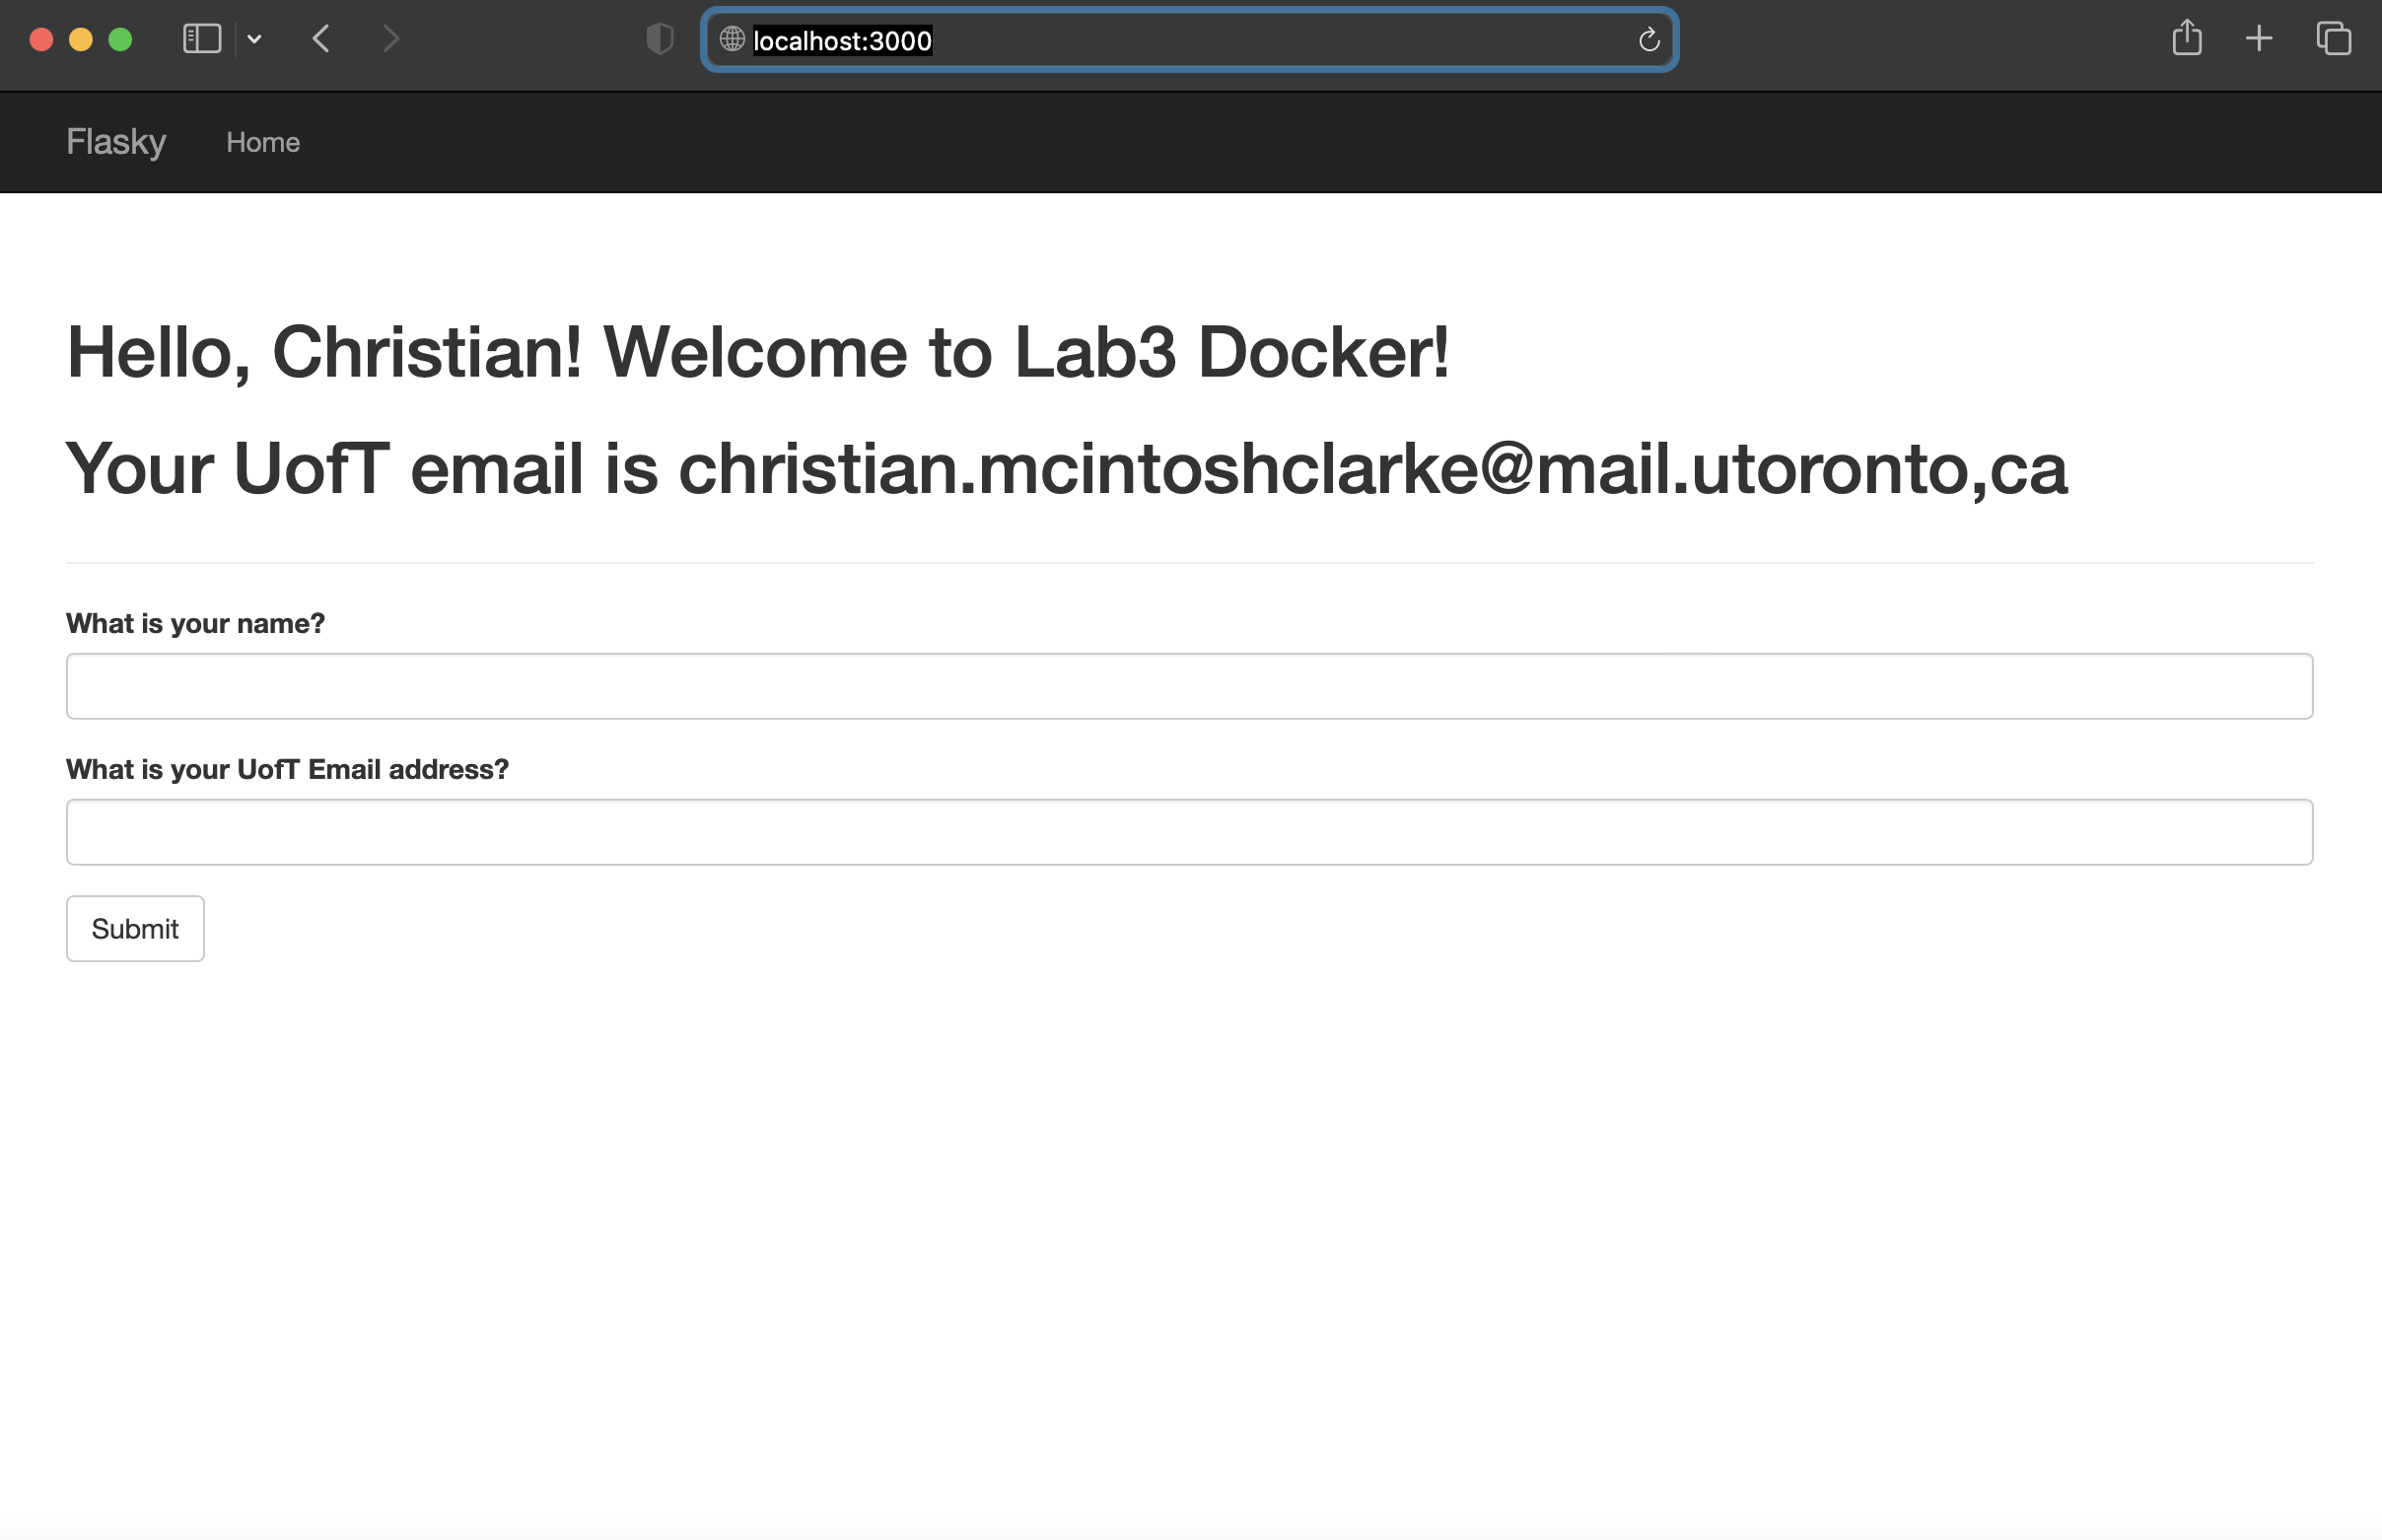 localhost:3000
Flasky Home
Hello, Christian! Welcome to Lab3 Docker!
Your UofT email is christian.mcintoshclarke@mail.utoronto,ca
What is your name?
What is your UofT Email address?
Submit